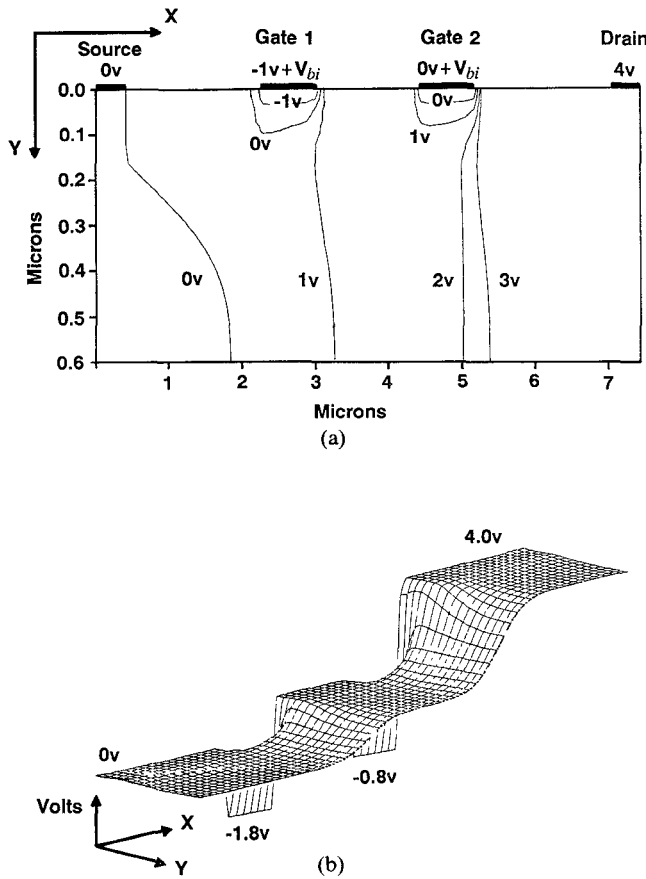 X
Source Gate 1 Gate 2 Drain
0v -1v + V_bi 0v + V_bi 4v
0.0 -1v 0v
0.1 0v 1v
Y
0.2
0.3
Microns
0.4 0v 1v 2v 3v
0.5
0.6
1 2 3 4 5 6 7
Microns
(a)
4.0v
0v
-0.8v
Volts
X
-1.8v
Y
(b)